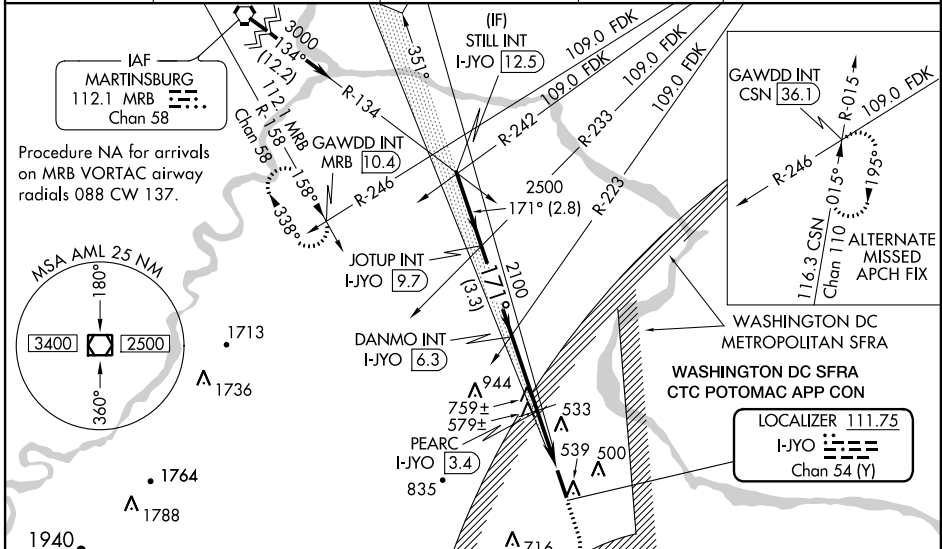 IAF
MARTINSBURG
112.1 MRB
Chan 58
Procedure NA for arrivals
on MRB VORTAC airway
radials 088 CW 137.
3000
134°
(12.2)
R-134
112.1 MRB
Chan 58
R-158
158°
338°
GAWDD INT
MRB 10.4
R-246
351°
(IF)
STILL INT
I-JYO 12.5
109.0 FDK
109.0 FDK
109.0 FDK
109.0 FDK
R-242
R-233
R-223
2500
171° (2.8)
JOTUP INT
I-JYO 9.7
171°
2100
(3.3)
DANMO INT
I-JYO 6.3
GAWDD INT
CSN 36.1
R-015
109.0 FDK
R-246
015°
195°
116.3 CSN
Chan 110
ALTERNATE
MISSED
APCH FIX
MSA AML 25 NM
180°
3400
2500
360°
1713
1736
1764
1788
1940
944
759±
579±
533
PEARC
I-JYO 3.4
539
500
835
716
WASHINGTON DC
METROPOLITAN SFRA
WASHINGTON DC SFRA
CTC POTOMAC APP CON
LOCALIZER 111.75
I-JYO
Chan 54 (Y)